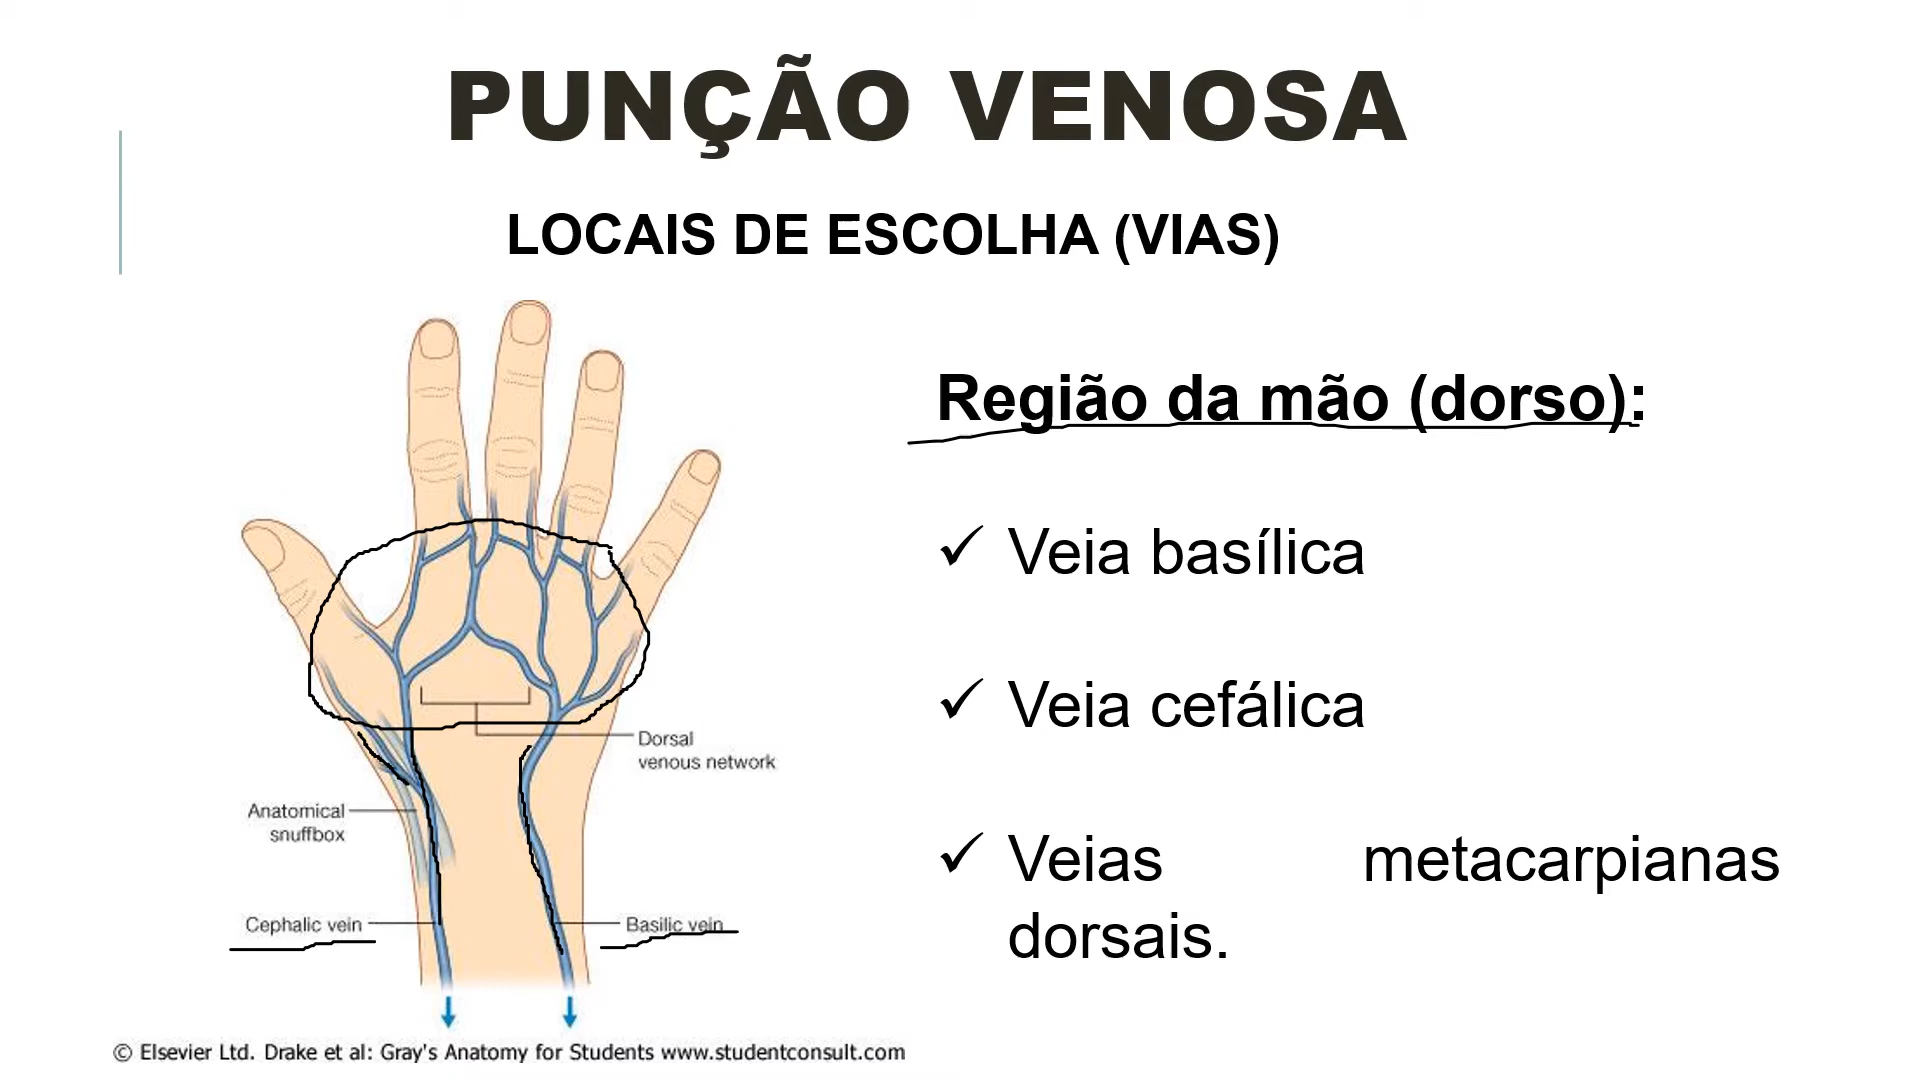 PUNÇÃO VENOSA
LOCAIS DE ESCOLHA (VIAS)
Região da mão (dorso):
✓ Veia basílica
✓ Veia cefálica
✓ Veias metacarpianas
dorsais.
Dorsal
venous network
Anatomical
snuffbox
Cephalic vein
Basilic vein
© Elsevier Ltd. Drake et al: Gray's Anatomy for Students www.studentconsult.com